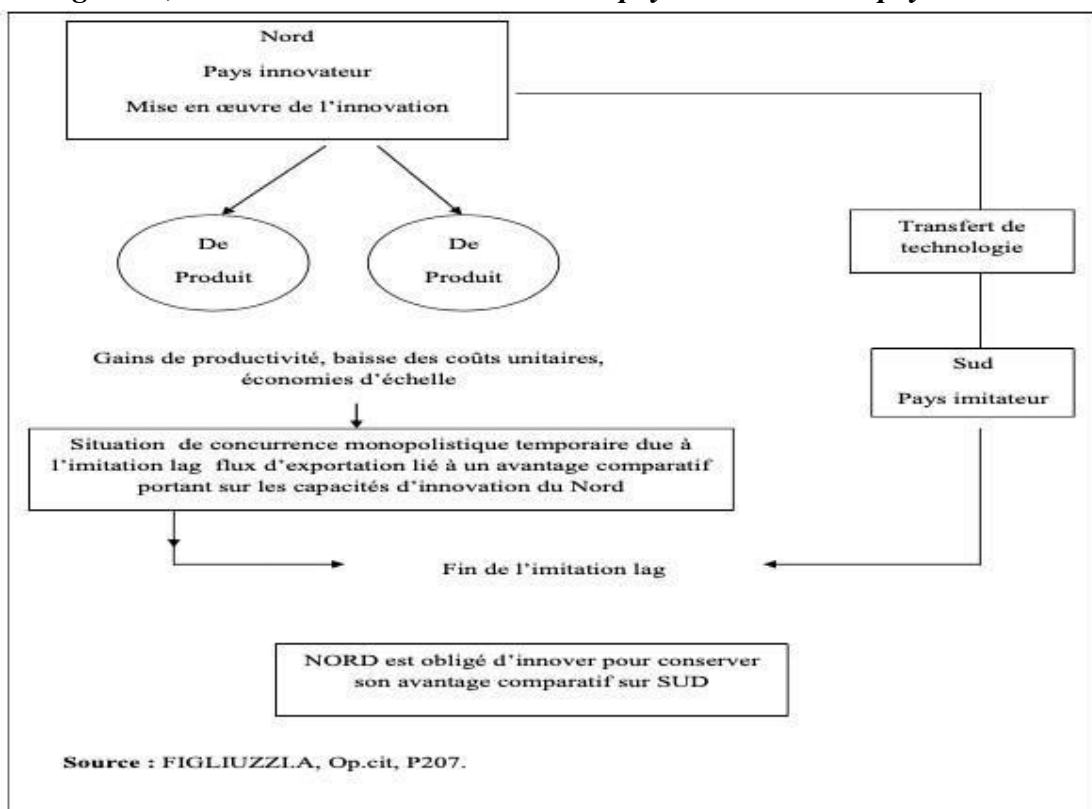 Nord
Pays innovateur
Mise en œuvre de l'innovation
De
Produit
De
Produit
Transfert de
technologie
Gains de productivité, baisse des coûts unitaires,
économies d'échelle
Sud
Pays imitateur
Situation de concurrence monopolistique temporaire due à
l'imitation lag flux d'exportation lié à un avantage comparatif
portant sur les capacités d'innovation du Nord
Fin de l'imitation lag
NORD est obligé d'innover pour conserver
son avantage comparatif sur SUD
Source : FIGLIUZZI.A, Op.cit, P207.